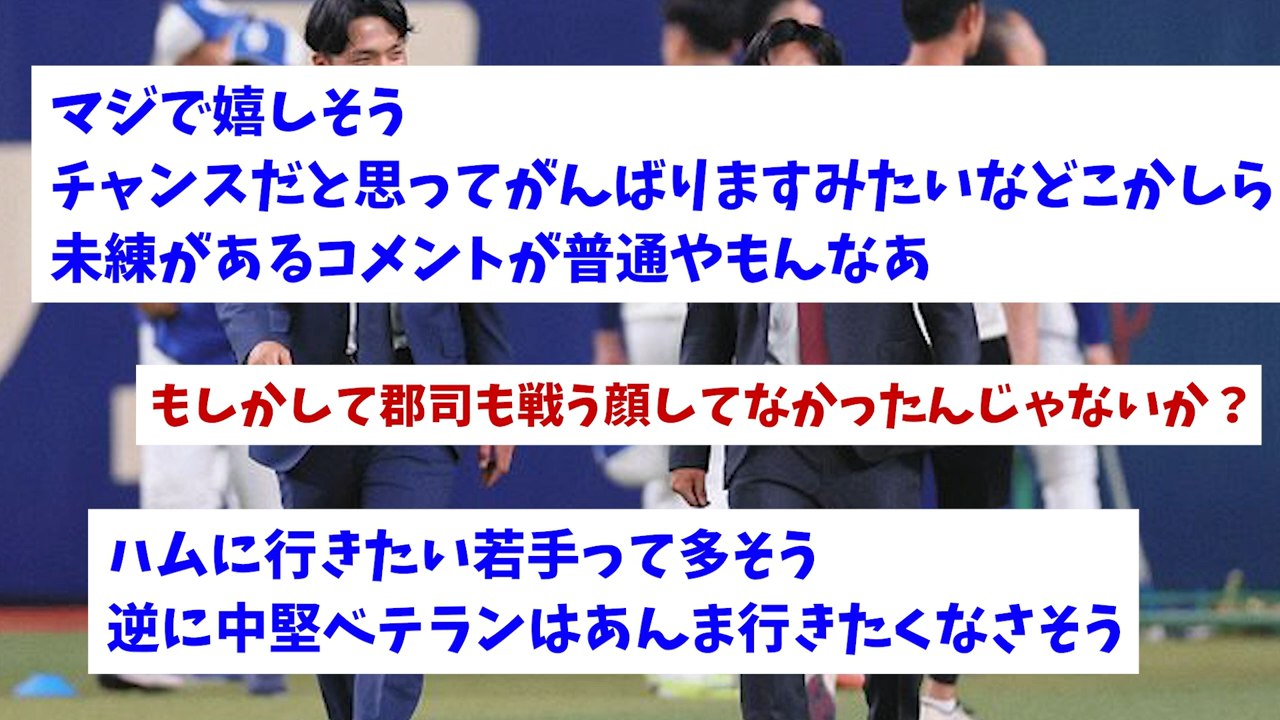 マジで嬉しそう
チャンスだと思ってがんばりますみたいなどこかしら
未練があるコメントが普通やもんなあ
もしかして郡司も戦う顔してなかったんじゃないか？
ハムに行きたい若手って多そう
逆に中堅ベテランはあんま行きたくなさそう